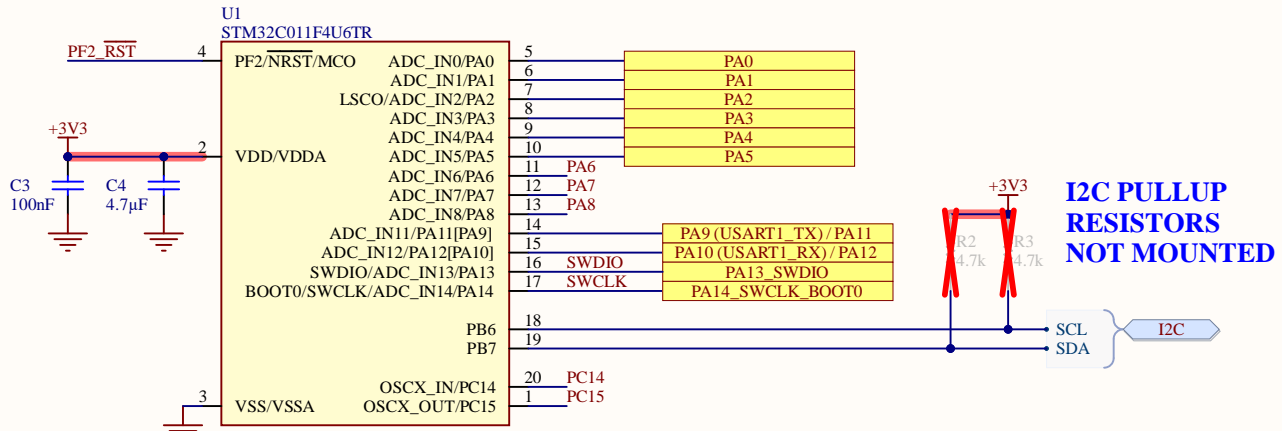 U1
STM32C011F4U6TR
PF2_RST 4 PF2/NRST/MCO ADC_IN0/PA0 5 PA0
ADC_IN1/PA1 6 PA1
LSCO/ADC_IN2/PA2 7 PA2
ADC_IN3/PA3 8 PA3
+3V3 ADC_IN4/PA4 9 PA4
2 VDD/VDDA ADC_IN5/PA5 10 PA5
C3 C4 ADC_IN6/PA6 11 PA6
100nF 4.7µF ADC_IN7/PA7 12 PA7
ADC_IN8/PA8 13 PA8
ADC_IN11/PA11[PA9] 14 PA9 (USART1_TX) / PA11
ADC_IN12/PA12[PA10] 15 PA10 (USART1_RX) / PA12
SWDIO/ADC_IN13/PA13 16 SWDIO PA13_SWDIO
BOOT0/SWCLK/ADC_IN14/PA14 17 SWCLK PA14_SWCLK_BOOT0
+3V3
R2 R3
4.7k 4.7k
I2C PULLUP
RESISTORS
NOT MOUNTED
PB6 18 SCL I2C
PB7 19 SDA
OSCX_IN/PC14 20 PC14
3 VSS/VSSA OSCX_OUT/PC15 1 PC15